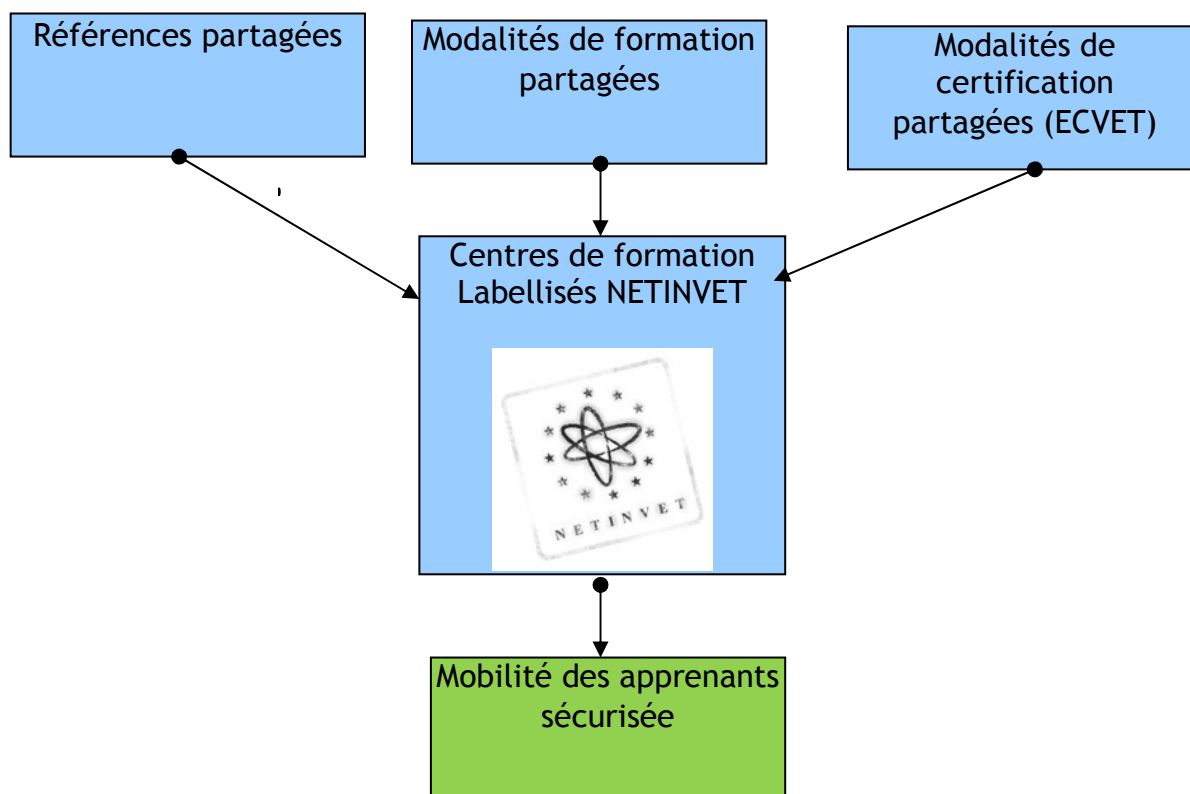 Références partagées
Modalités de formation
partagées
Modalités de
certification
partagées (ECVET)
Centres de formation
Labellisés NETINVET
NETINVET
Mobilité des apprenants
sécurisée